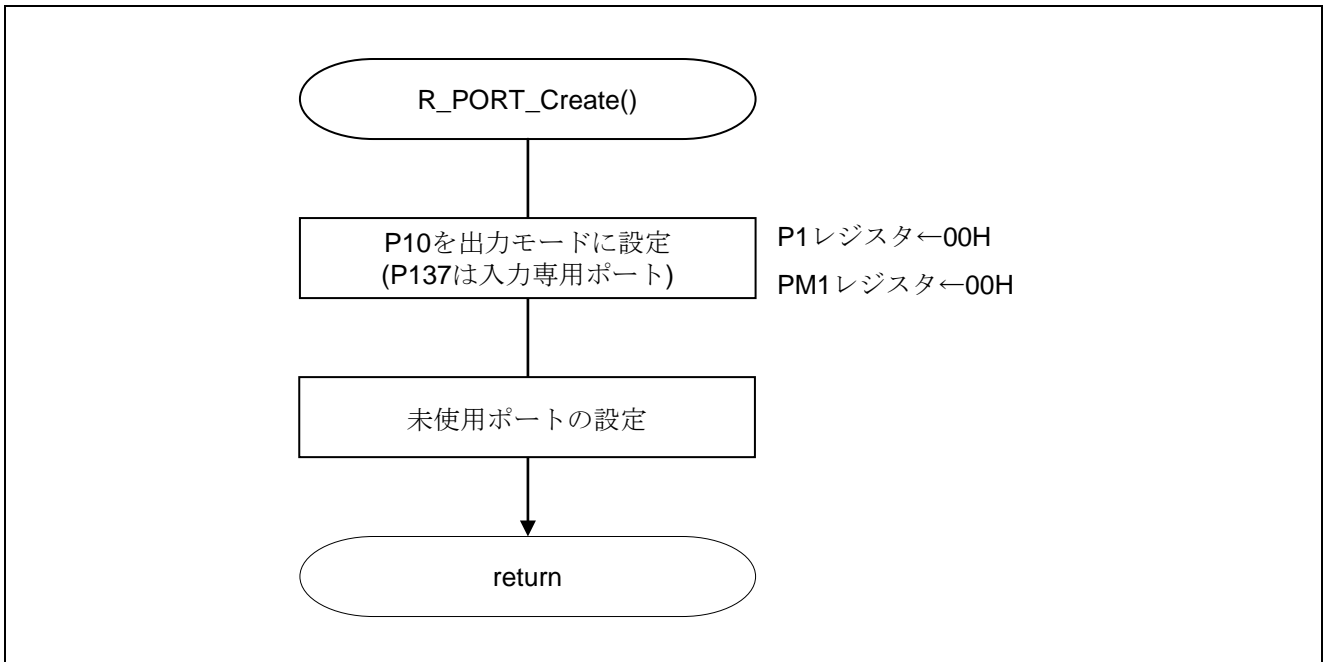 R_PORT_Create()
P10を出力モードに設定
(P137は入力専用ポート)
P1レジスタ←00H
PM1レジスタ←00H
未使用ポートの設定
return